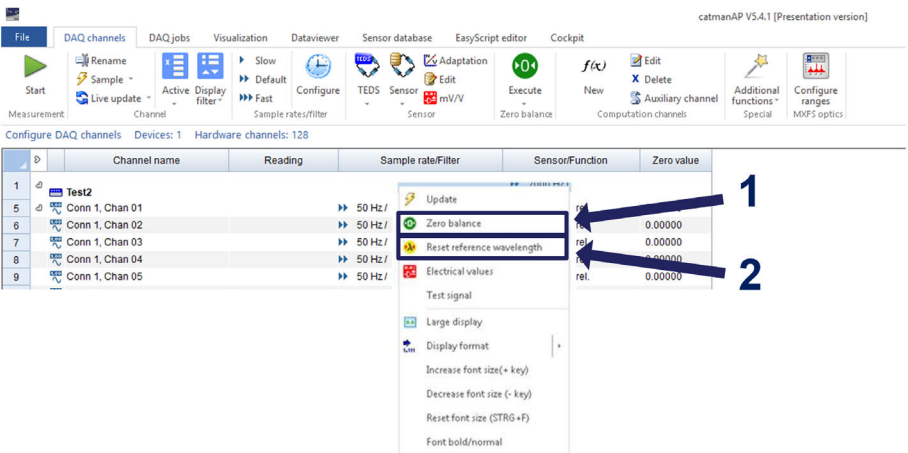 catmanAP V5.4.1 [Presentation version]
File DAQ channels DAQ jobs Visualization Dataviewer Sensor database EasyScript editor Cockpit
Start
Measurement
Rename
Sample
Live update
Active
Display filter
Channel
Slow
Default
Fast
Configure
Sample rates/filter
TEDS
TEDS
Sensor
Adaptation
Edit
mV/V
Sensor
Execute
Zero balance
f(x)
New
Edit
Delete
Auxiliary channel
Computation channels
Additional
functions
Special
Configure
ranges
MXFS optics
Configure DAQ channels Devices: 1 Hardware channels: 128
Channel name Reading Sample rate/Filter Sensor/Function Zero value
1 Test2
5 Conn 1, Chan 01 50 Hz / rel.
6 Conn 1, Chan 02 50 Hz / 0.00000
7 Conn 1, Chan 03 50 Hz / rel. 0.00000
8 Conn 1, Chan 04 50 Hz / rel. 0.00000
9 Conn 1, Chan 05 50 Hz / rel. 0.00000
Update
Zero balance
Reset reference wavelength
Electrical values
Test signal
Large display
Display format
Increase font size(+ key)
Decrease font size (- key)
Reset font size (STRG+F)
Font bold/normal
1
2